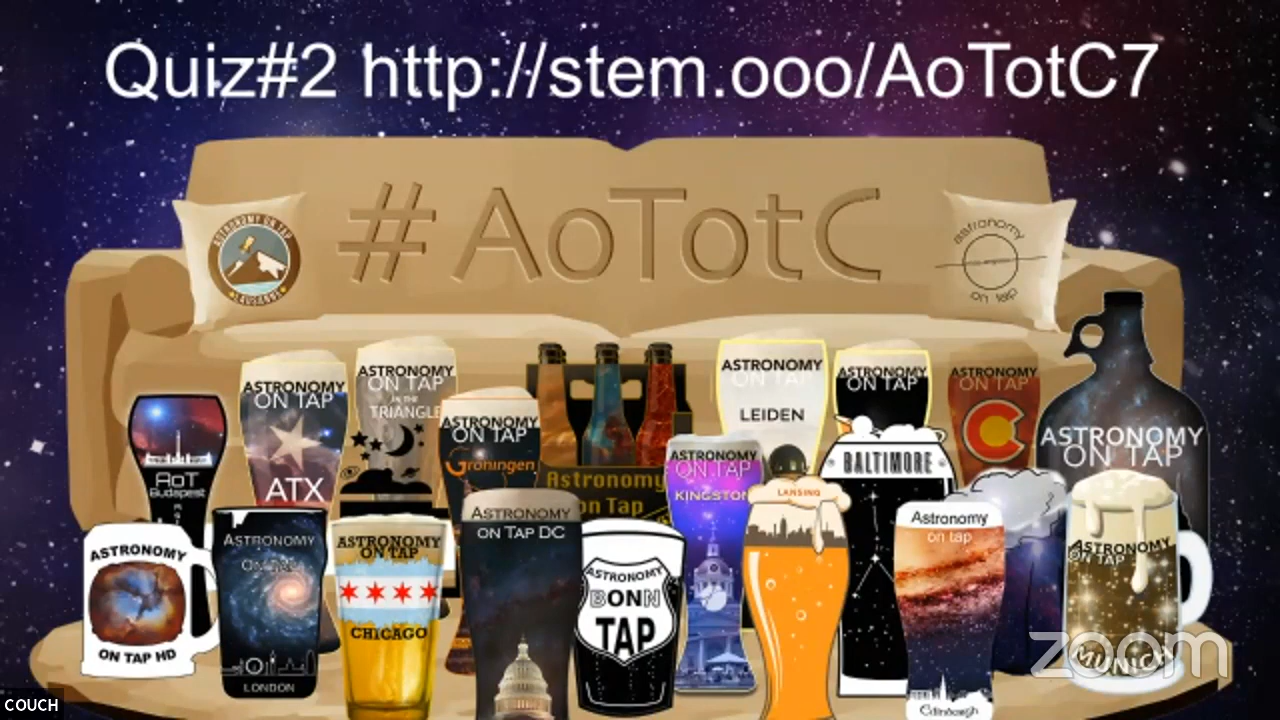 Quiz#2 http://stem.ooo/AoTotC7
#AoTotC
ASTRONOMY ON TAP
LAUSANNE
astronomy
on tap
AoT
Budapest
ASTRONOMY
ON TAP
ATX
ASTRONOMY
ON TAP
IN THE
TRIANGLE
ASTRONOMY
ON TAP
Groningen
Astronomy
on Tap
ASTRONOMY
ON TAP
LEIDEN
ASTRONOMY
ON TAP
ASTRONOMY
ON TAP
ASTRONOMY
ON TAP
ASTRONOMY
ON TAP
KINGSTON
BALTIMORE
LANSING
ASTRONOMY
ON TAP HD
ASTRONOMY
ON TAP
LONDON
ASTRONOMY
ON TAP
CHICAGO
ASTRONOMY
ON TAP DC
ASTRONOMY
BONN
TAP
Astronomy
on tap
Edinburgh
ASTRONOMY
ON TAP
MUNICH
zoom
COUCH